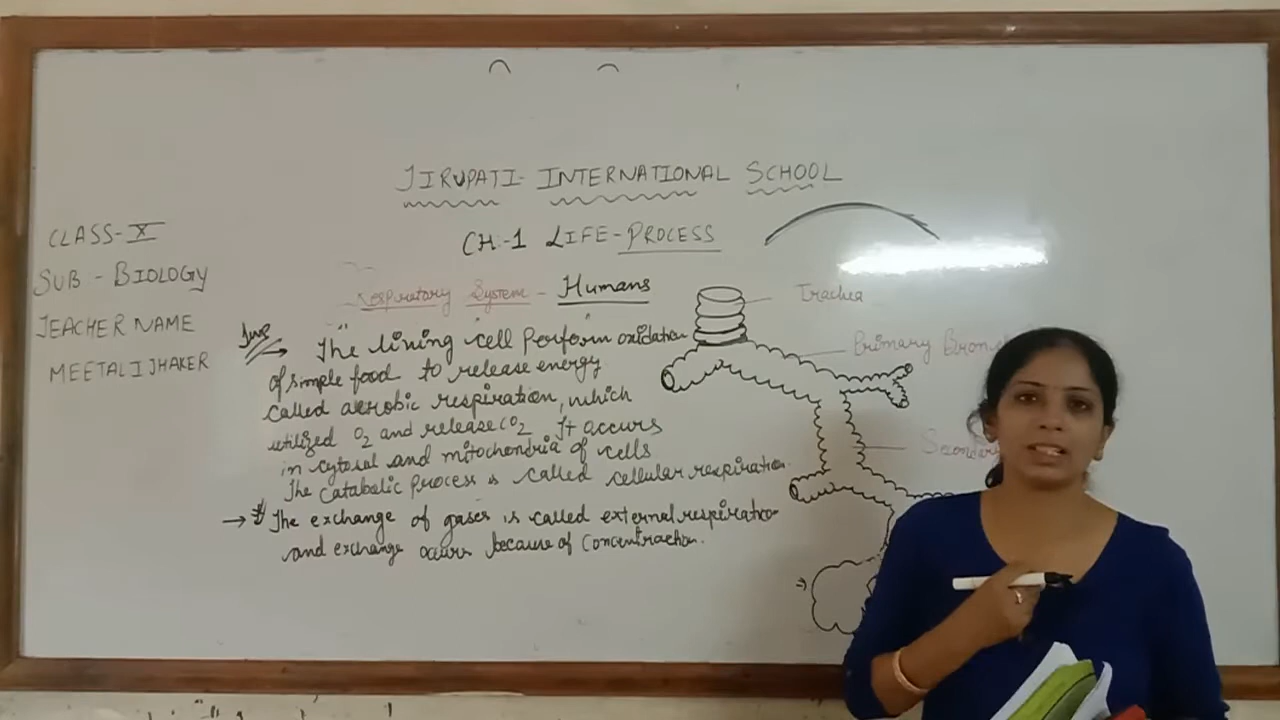 TIRUPATI- INTERNATIONAL SCHOOL
CH-1 LIFE-PROCESS
CLASS-X
SUB - BIOLOGY
TEACHER NAME
MEETALI JHAKER
Respiratory System - Humans
Imp → The lining cell perform oxidation
of simple food to release energy
called aerobic respiration, which
utilized O2 and release CO2 It occurs
in cytosol and mitochondria of cells
The catabolic process is called cellular respiration.
→ # The exchange of gases is called external respiration
and exchange occurs because of concentraction.
Trachea
Primary